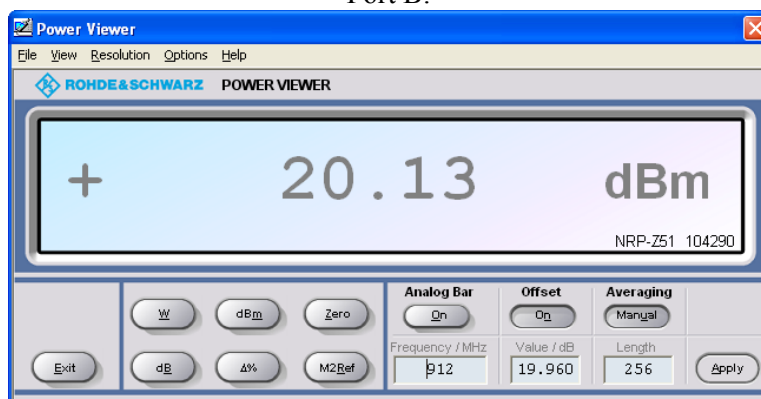 Port B.
Power Viewer
File View Resolution Options Help
ROHDE&SCHWARZ POWER VIEWER
+ 20.13 dBm
NRP-Z51 104290
Analog Bar Offset Averaging
W dBm Zero On On Manual
Frequency / MHz Value / dB Length
Exit dB Δ% M2Ref 912 19.960 256 Apply